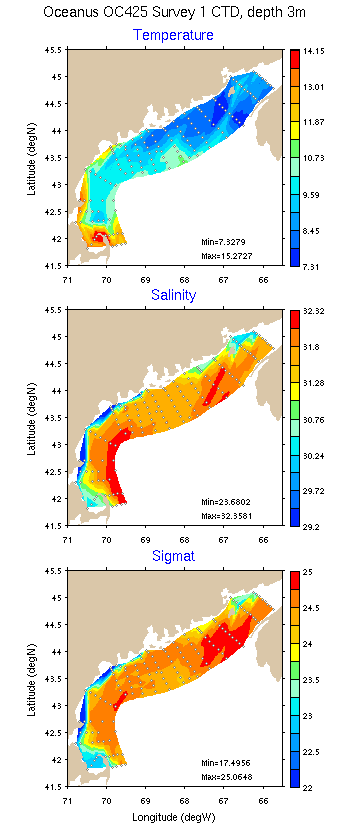 Oceanus OC425 Survey 1 CTD, depth 3m
Temperature
45.5
45
44.5
44
43.5
43
42.5
42
41.5
Latitude (degN)
71 70 69 68 67 66
Min=7.3279
Max=15.2727
14.15
13.01
11.87
10.73
9.59
8.45
7.31
Salinity
45.5
45
44.5
44
43.5
43
42.5
42
41.5
Latitude (degN)
71 70 69 68 67 66
Min=23.6802
Max=32.3581
32.32
31.8
31.28
30.76
30.24
29.72
29.2
Sigmat
45.5
45
44.5
44
43.5
43
42.5
42
41.5
Latitude (degN)
71 70 69 68 67 66
Longitude (degW)
Min=17.4956
Max=25.0648
25
24.5
24
23.5
23
22.5
22